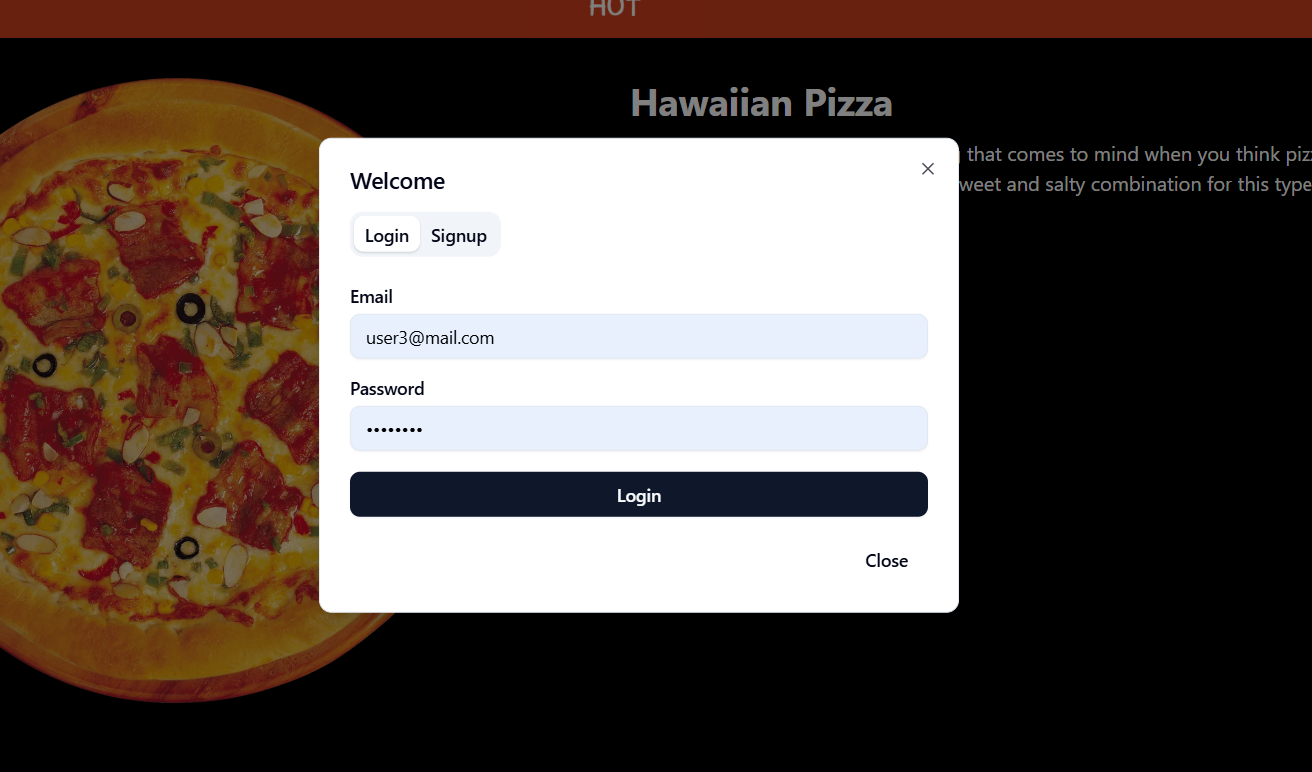 HOT
Hawaiian Pizza
that comes to mind when you think
weet and salty combination for this type
Welcome
Login Signup
Email
user3@mail.com
Password
••••••••
Login
Close